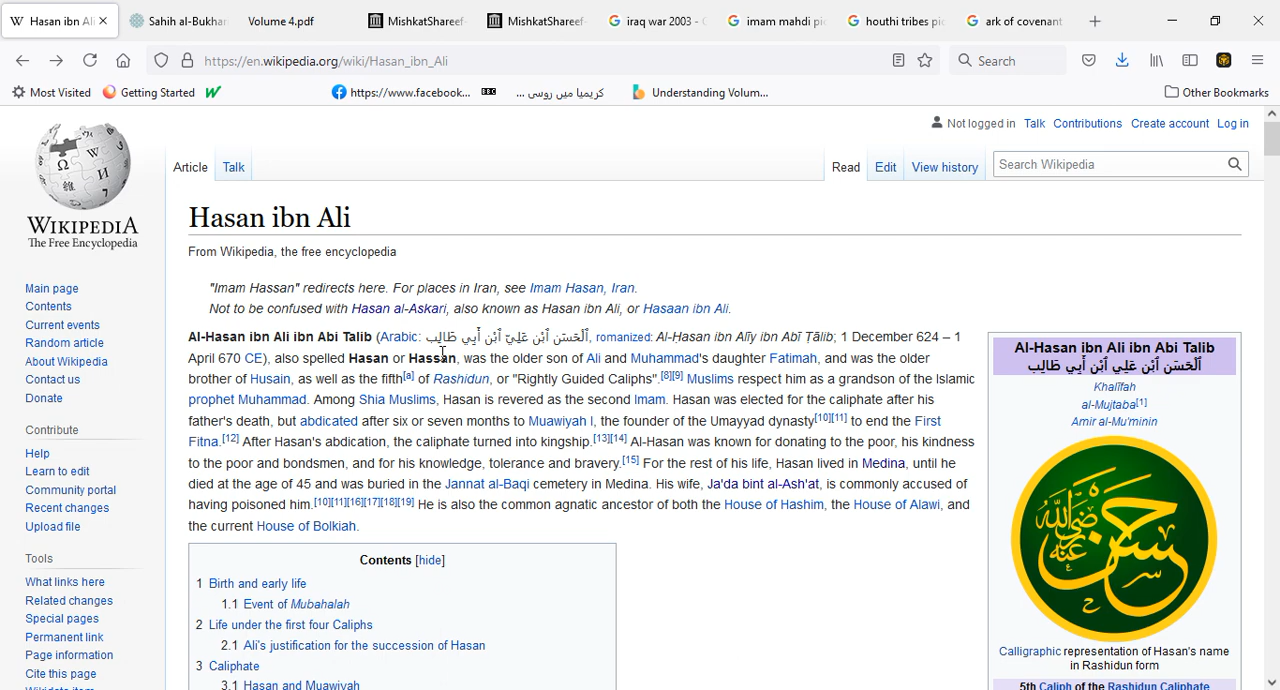 Hasan ibn Ali
Sahih al-Bukhar
Volume 4.pdf
MishkatShareef-
MishkatShareef-
iraq war 2003 -
imam mahdi pic
houthi tribes pic
ark of covenant
https://en.wikipedia.org/wiki/Hasan_ibn_Ali
Search
Most Visited
Getting Started
https://www.facebook...
BBC
کریمیا میں روسی ...
Understanding Volum...
Other Bookmarks
Not logged in Talk Contributions Create account Log in
Article Talk
Read Edit View history
Search Wikipedia
WIKIPEDIA
The Free Encyclopedia
Main page
Contents
Current events
Random article
About Wikipedia
Contact us
Donate
Contribute
Help
Learn to edit
Community portal
Recent changes
Upload file
Tools
What links here
Related changes
Special pages
Permanent link
Page information
Cite this page
Wikidata item
Hasan ibn Ali
From Wikipedia, the free encyclopedia
"Imam Hassan" redirects here. For places in Iran, see Imam Hasan, Iran.
Not to be confused with Hasan al-Askari, also known as Hasan ibn Ali, or Hasaan ibn Ali.
Al-Hasan ibn Ali ibn Abi Talib (Arabic: ٱلْحَسَن ٱبْن عَلِيّ ٱبْن أَبِي طَالِب, romanized: Al-Hasan ibn Alīy ibn Abī Ṭālib; 1 December 624 – 1
April 670 CE), also spelled Hasan or Hassan, was the older son of Ali and Muhammad's daughter Fatimah, and was the older
brother of Husain, as well as the fifth[a] of Rashidun, or "Rightly Guided Caliphs".[8][9] Muslims respect him as a grandson of the Islamic
prophet Muhammad. Among Shia Muslims, Hasan is revered as the second Imam. Hasan was elected for the caliphate after his
father's death, but abdicated after six or seven months to Muawiyah I, the founder of the Umayyad dynasty[10][11] to end the First
Fitna.[12] After Hasan's abdication, the caliphate turned into kingship.[13][14] Al-Hasan was known for donating to the poor, his kindness
to the poor and bondsmen, and for his knowledge, tolerance and bravery.[15] For the rest of his life, Hasan lived in Medina, until he
died at the age of 45 and was buried in the Jannat al-Baqi cemetery in Medina. His wife, Ja'da bint al-Ash'at, is commonly accused of
having poisoned him.[10][11][16][17][18][19] He is also the common agnatic ancestor of both the House of Hashim, the House of Alawi, and
the current House of Bolkiah.
Contents [hide]
1 Birth and early life
1.1 Event of Mubahalah
2 Life under the first four Caliphs
2.1 Ali's justification for the succession of Hasan
3 Caliphate
3.1 Hasan and Muawiyah
Al-Hasan ibn Ali ibn Abi Talib
ٱلْحَسَن ٱبْن عَلِي ٱبْن أَبِي طَالِب
Khalīfah
al-Mujtaba[1]
Amir al-Mu'minin
حسن رضي الله عنه
Calligraphic representation of Hasan's name
in Rashidun form
5th Caliph of the Rashidun Caliphate